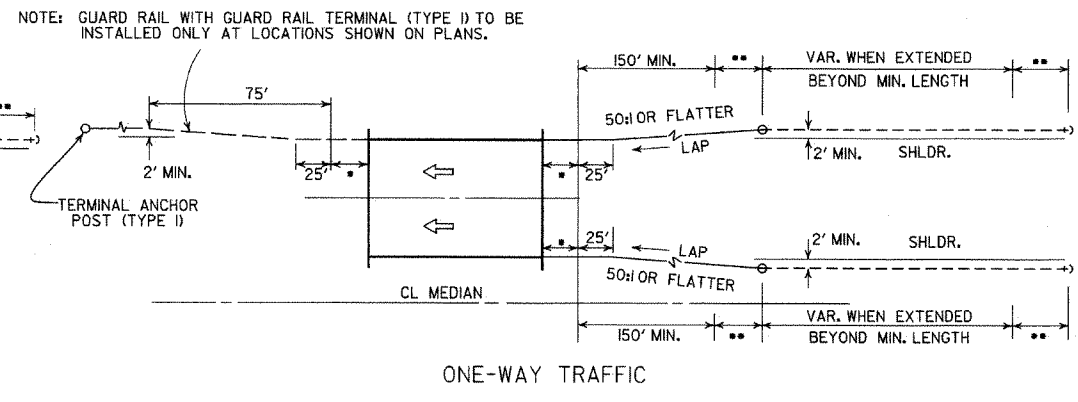 NOTE: GUARD RAIL WITH GUARD RAIL TERMINAL (TYPE I) TO BE
INSTALLED ONLY AT LOCATIONS SHOWN ON PLANS.
150' MIN.
**
VAR. WHEN EXTENDED
BEYOND MIN. LENGTH
**
**
75'
50:1 OR FLATTER
LAP
2' MIN.
SHLDR.
2' MIN.
25'
*
*
25'
TERMINAL ANCHOR
POST (TYPE I)
*
25'
LAP
50:1 OR FLATTER
2' MIN.
SHLDR.
CL MEDIAN
150' MIN.
**
VAR. WHEN EXTENDED
BEYOND MIN. LENGTH
**
ONE-WAY TRAFFIC